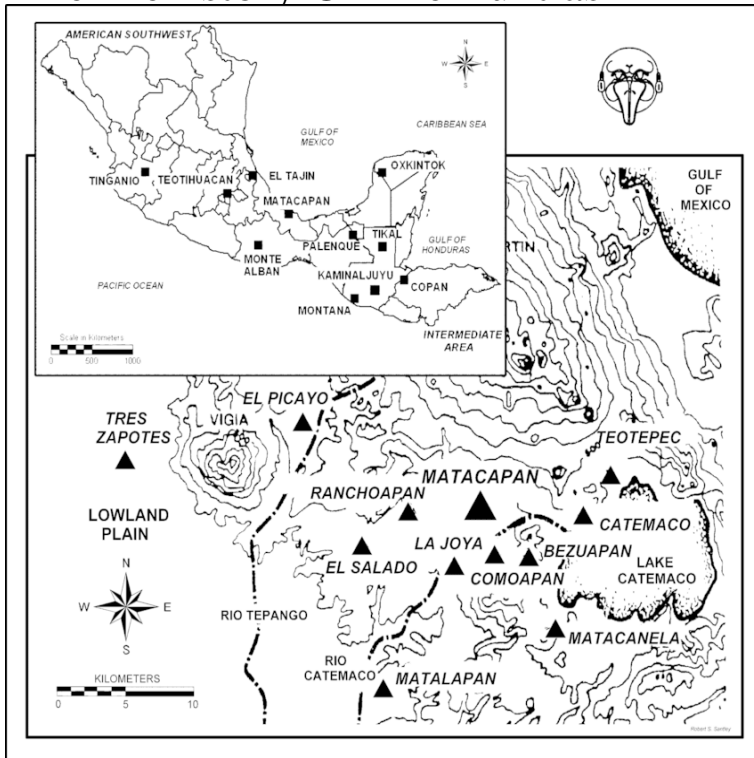 AMERICAN SOUTHWEST
N
W
E
S
GULF OF
MEXICO
CARIBBEAN SEA
OXKINTOK
EL TAJIN
TINGANIO
TEOTIHUACAN
MATACAPAN
TIKAL
PALENQUE
GULF OF
HONDURAS
MONTE
ALBAN
KAMINALJUYU
COPAN
PACIFIC OCEAN
MONTANA
INTERMEDIATE
AREA
Scale in kilometers
0 500 1000
GULF
OF
MEXICO
EL PICAYO
TRES
ZAPOTES
VIGIA
TEOTEPEC
MATACAPAN
RANCHOAPAN
LOWLAND
PLAIN
CATEMACO
LA JOYA
BEZUAPAN
EL SALADO
COMOAPAN
LAKE
CATEMACO
N
W
E
S
RIO TEPANGO
MATACANELA
RIO
CATEMACO
MATALAPAN
KILOMETERS
0 5 10
Robert S. Santley